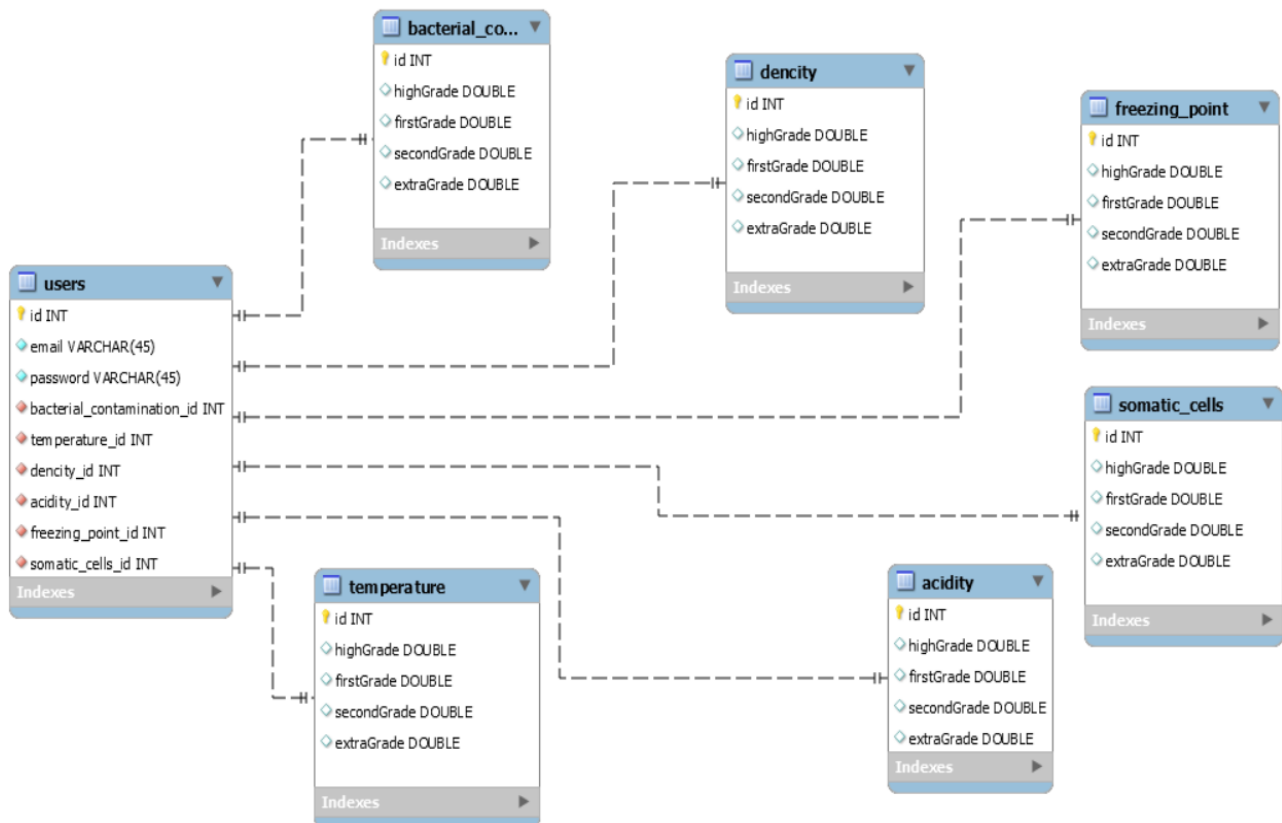 bacterial_co...
id INT
highGrade DOUBLE
firstGrade DOUBLE
secondGrade DOUBLE
extraGrade DOUBLE
Indexes
dencity
id INT
highGrade DOUBLE
firstGrade DOUBLE
secondGrade DOUBLE
extraGrade DOUBLE
Indexes
freezing_point
id INT
highGrade DOUBLE
firstGrade DOUBLE
secondGrade DOUBLE
extraGrade DOUBLE
Indexes
users
id INT
email VARCHAR(45)
password VARCHAR(45)
bacterial_contamination_id INT
temperature_id INT
dencity_id INT
acidity_id INT
freezing_point_id INT
somatic_cells_id INT
Indexes
somatic_cells
id INT
highGrade DOUBLE
firstGrade DOUBLE
secondGrade DOUBLE
extraGrade DOUBLE
Indexes
temperature
id INT
highGrade DOUBLE
firstGrade DOUBLE
secondGrade DOUBLE
extraGrade DOUBLE
Indexes
acidity
id INT
highGrade DOUBLE
firstGrade DOUBLE
secondGrade DOUBLE
extraGrade DOUBLE
Indexes